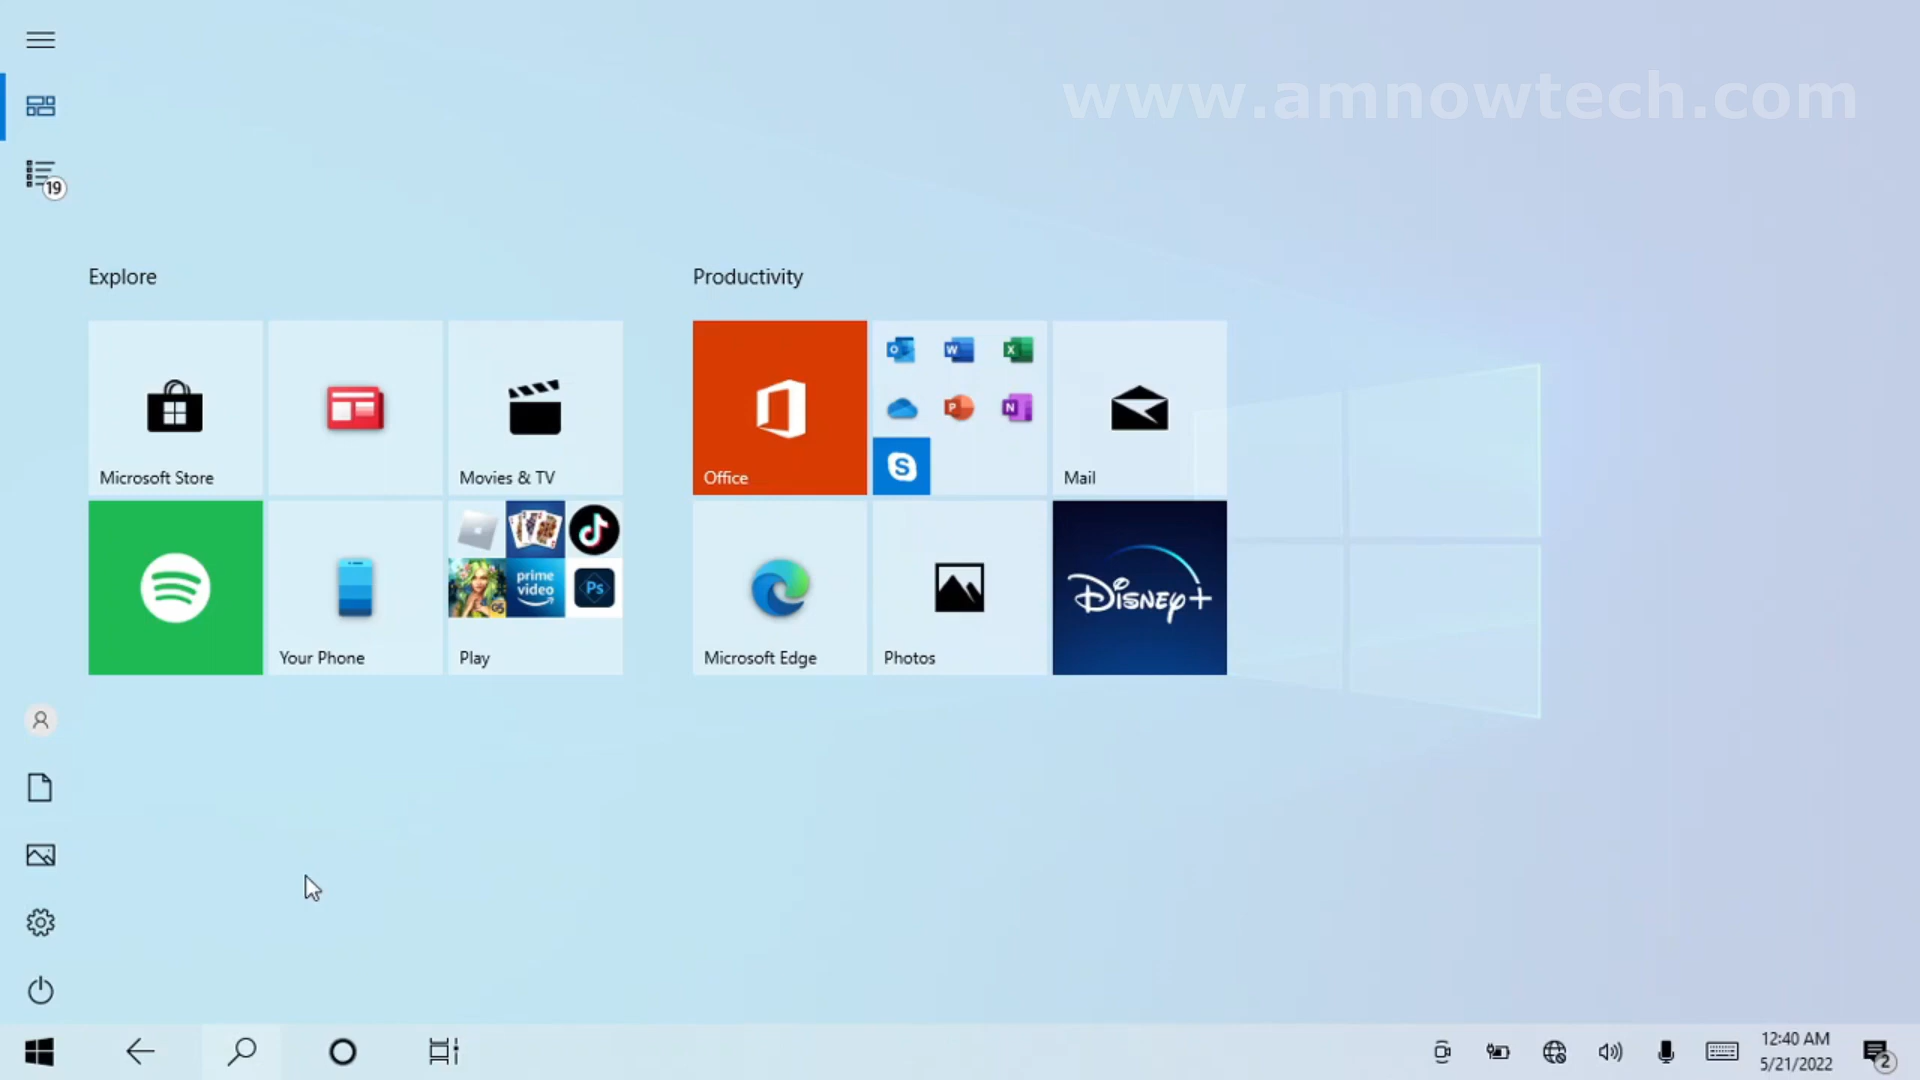 www.amnowtech.com
19
Explore
Productivity
Microsoft Store
Movies & TV
Office
Mail
Your Phone
Play
prime
video
Ps
Microsoft Edge
Photos
Disney+
12:40 AM
5/21/2022
2